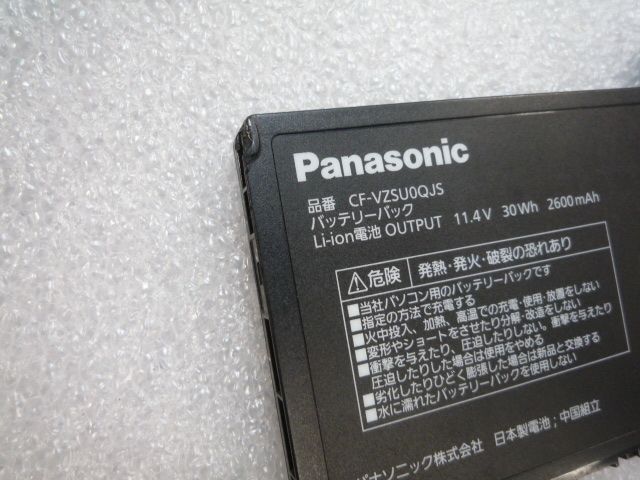 Panasonic
品番 CF-VZSU0QJS
バッテリーパック
Li-ion電池 OUTPUT 11.4V 30Wh 2600mAh
⚠危険 発熱・発火・破裂の恐れあり
■当社パソコン用のバッテリーパックです
■指定の方法で充電する
■火中投入、加熱、高温での充電・使用・放置をしない
■変形やショートをさせたり分解・改造をしない
■衝撃を与えたり、圧迫したりしない。衝撃を与えたり
圧迫したりした場合は使用をやめる
■劣化したりひどく膨張した場合は新品と交換する
■水に濡れたバッテリーパックを使用しない
パナソニック株式会社 日本製電池;中国組立